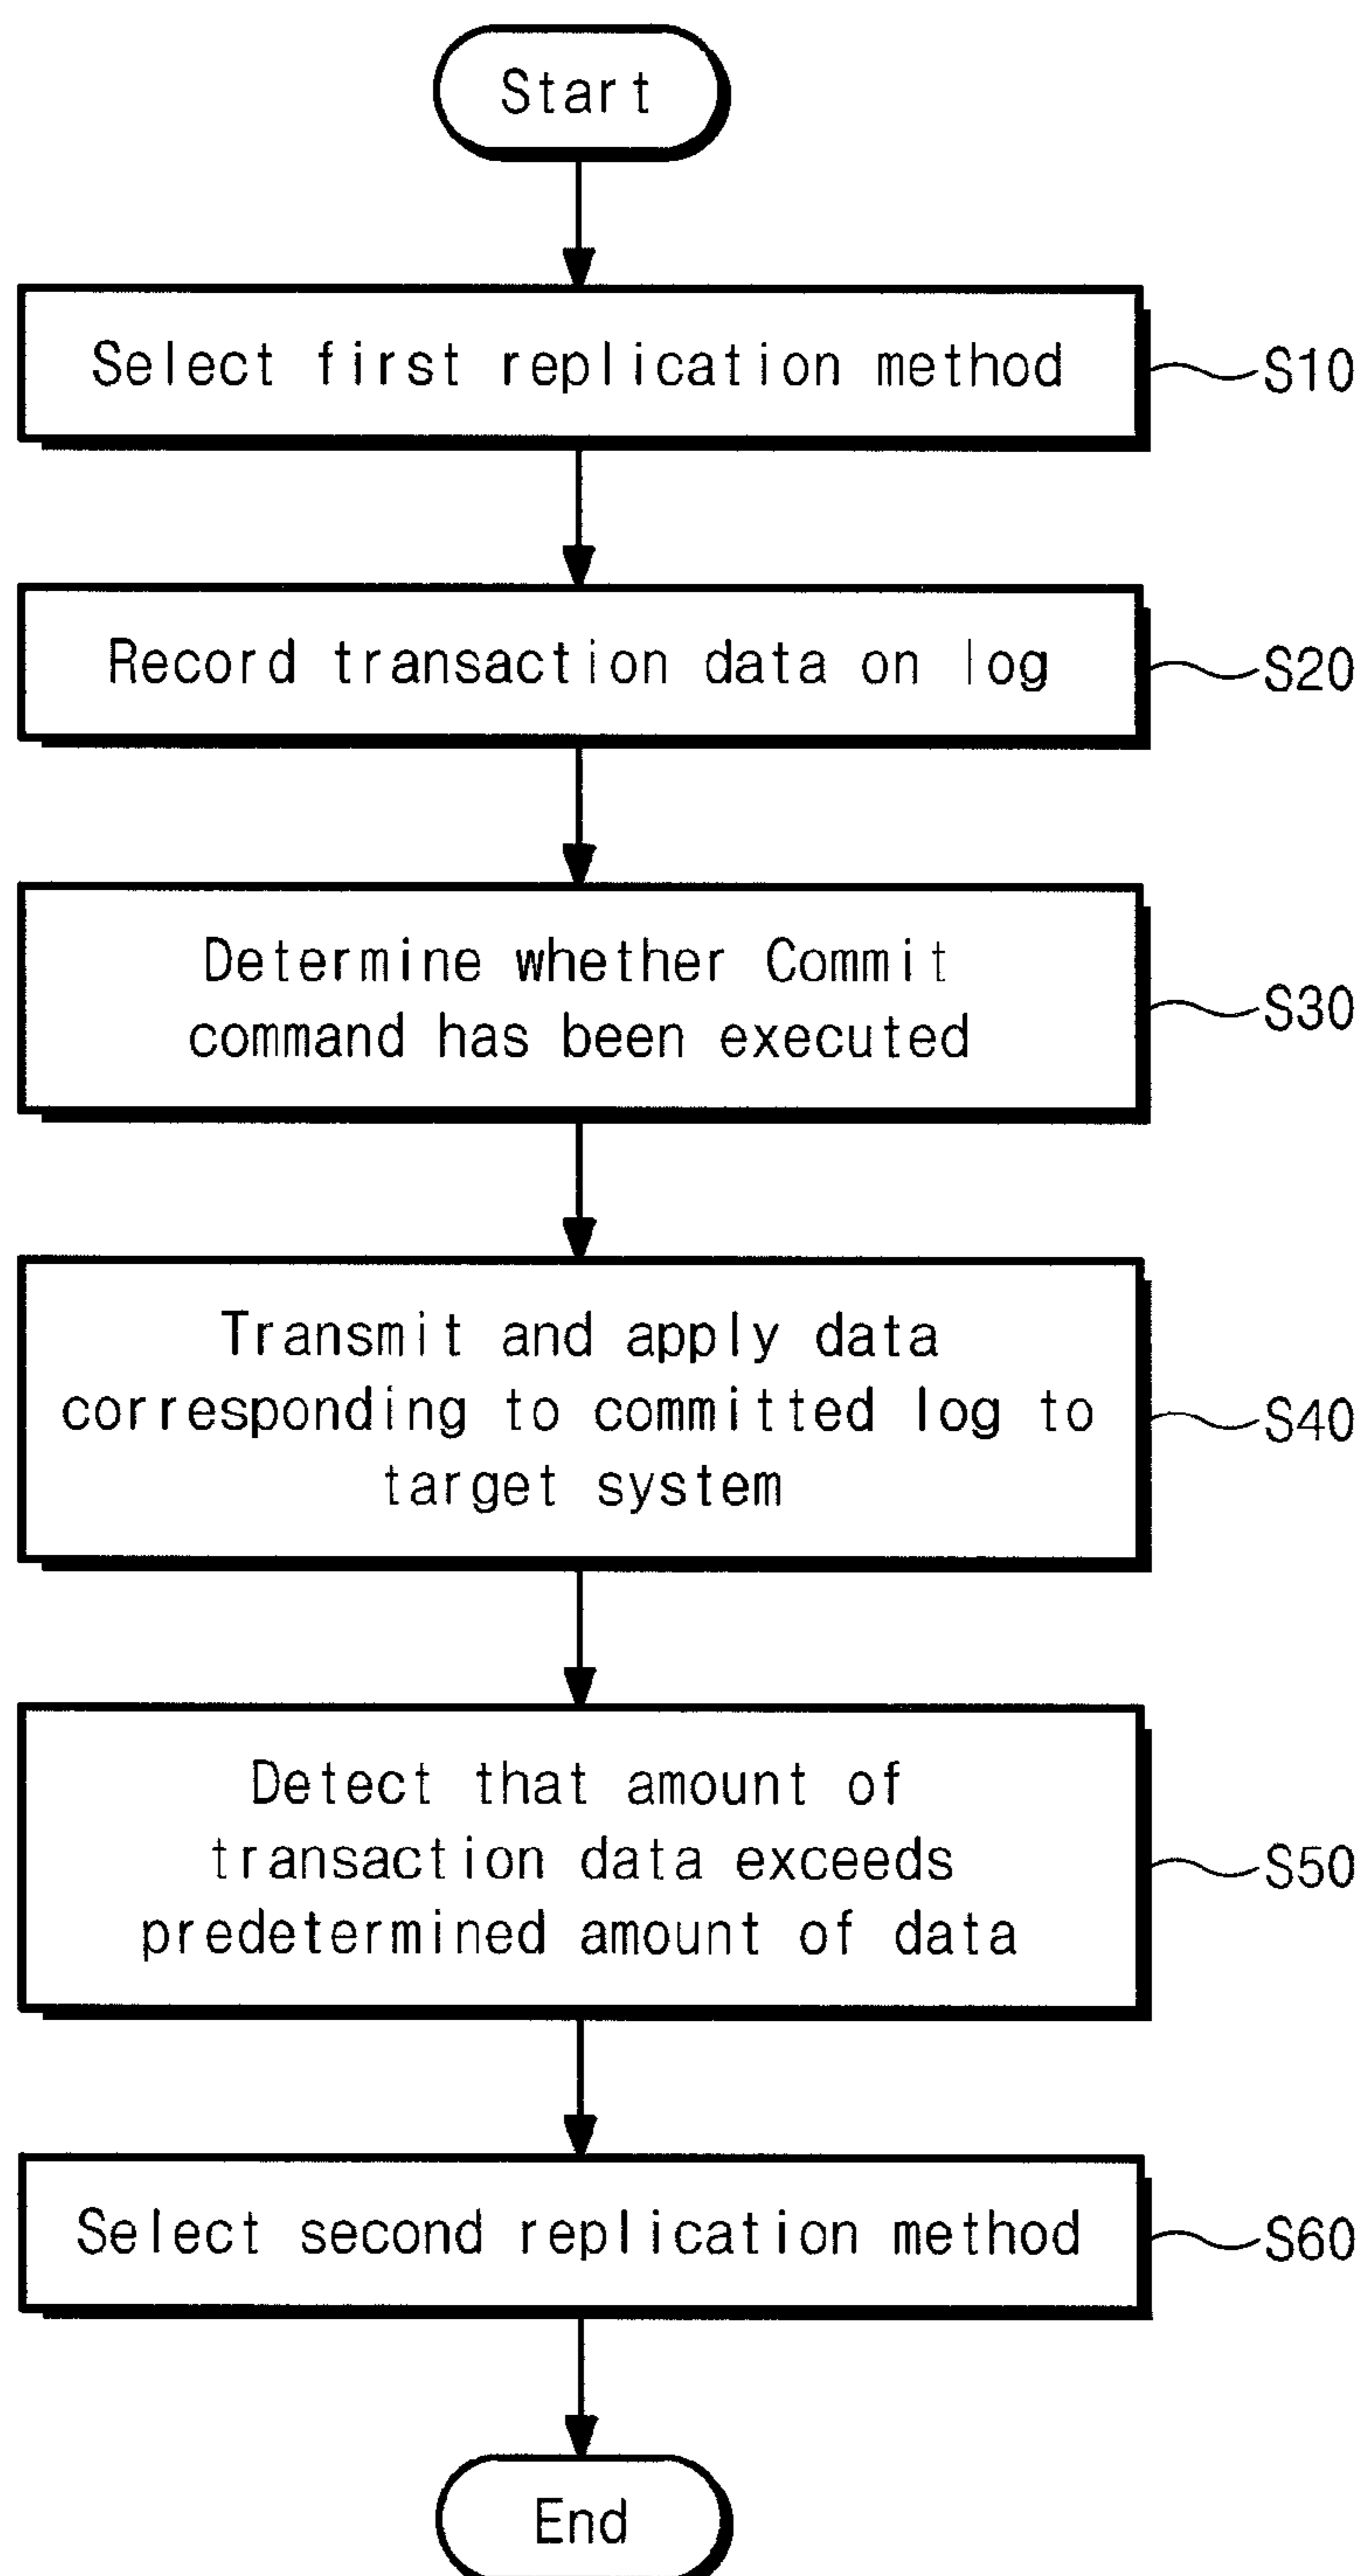 Start
Select first replication method
S10
Record transaction data on log
S20
Determine whether Commit
command has been executed
S30
Transmit and apply data
corresponding to committed log to
target system
S40
Detect that amount of
transaction data exceeds
predetermined amount of data
S50
Select second replication method
S60
End